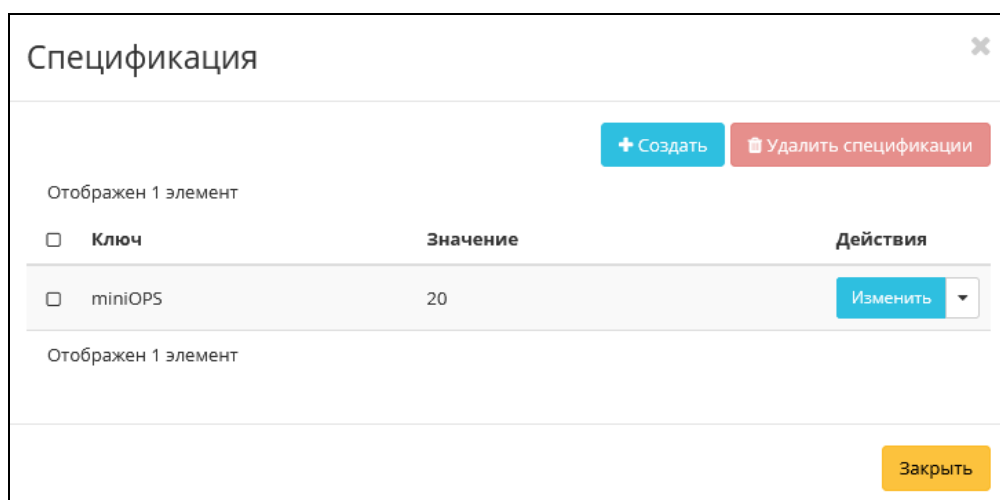 Спецификация
Создать Удалить спецификации
Отображен 1 элемент
Ключ Значение Действия
miniOPS 20 Изменить
Отображен 1 элемент
Закрыть